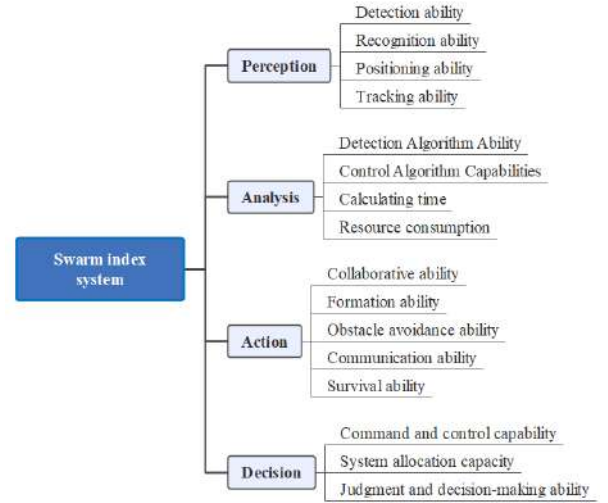 Swarm index
system
Perception
Detection ability
Recognition ability
Positioning ability
Tracking ability
Analysis
Detection Algorithm Ability
Control Algorithm Capabilities
Calculating time
Resource consumption
Action
Collaborative ability
Formation ability
Obstacle avoidance ability
Communication ability
Survival ability
Decision
Command and control capability
System allocation capacity
Judgment and decision-making ability